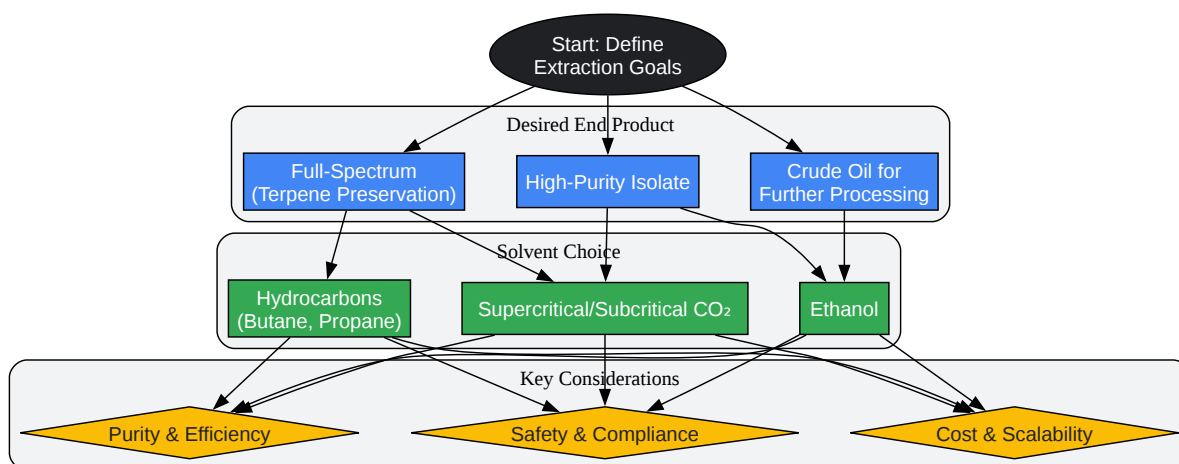 Start: Define
Extraction Goals
Desired End Product
Full-Spectrum
(Terpene Preservation)
High-Purity Isolate
Crude Oil for
Further Processing
Solvent Choice
Hydrocarbons
(Butane, Propane)
Supercritical/Subcritical CO₂
Ethanol
Key Considerations
Purity & Efficiency
Safety & Compliance
Cost & Scalability